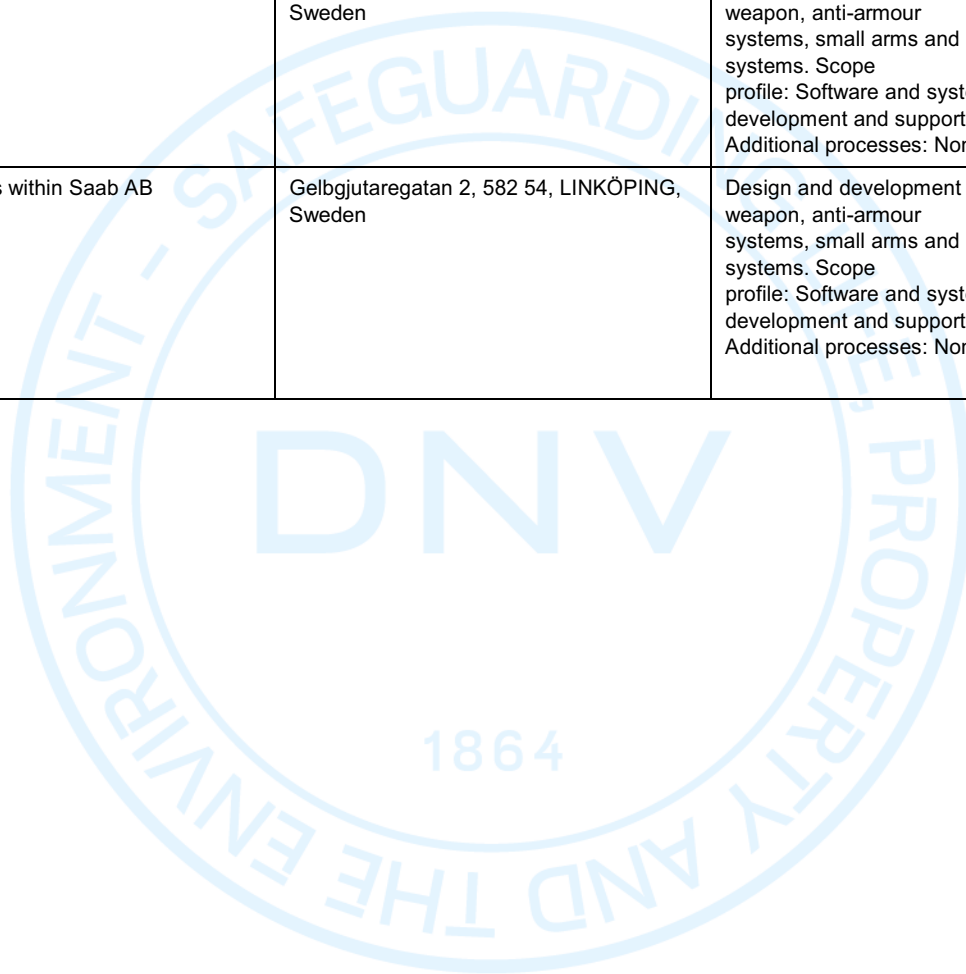 Sweden
weapon, anti-armour
systems, small arms and
systems. Scope
profile: Software and syst
development and support
Additional processes: Nor
s within Saab AB
Gelbgjutaregatan 2, 582 54, LINKÖPING,
Sweden
Design and development
weapon, anti-armour
systems, small arms and
systems. Scope
profile: Software and syst
development and support
Additional processes: Nor
SAFEGUARDING LIFE, PROPERTY AND THE ENVIRONMENT -
DNV
1864